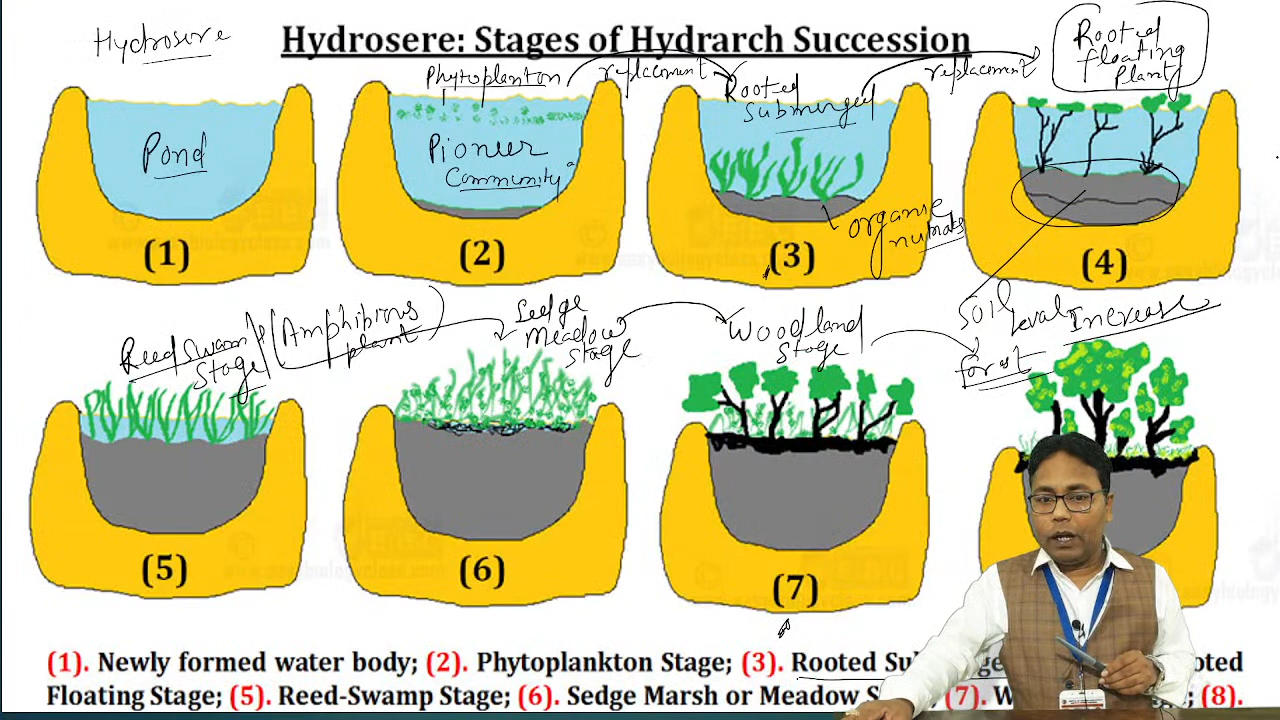 Hydrosere
Hydrosere: Stages of Hydrarch Succession
Phytoplanton
replacement
Rooted
Submerged
replacement
Rooted
floating
Plant
Pond
Pioneer
Community
organic
nutrients
(1)
(2)
(3)
(4)
Soil
level Increase
Reed swamp
Stage
(Amphibious
plant)
Sedge
Meadow
Stage
Woodland
Stage
forest
(5)
(6)
(7)
(1). Newly formed water body; (2). Phytoplankton Stage; (3). Rooted Su
Floating Stage; (5). Reed-Swamp Stage; (6). Sedge Marsh or Meadow S (7). W (8).